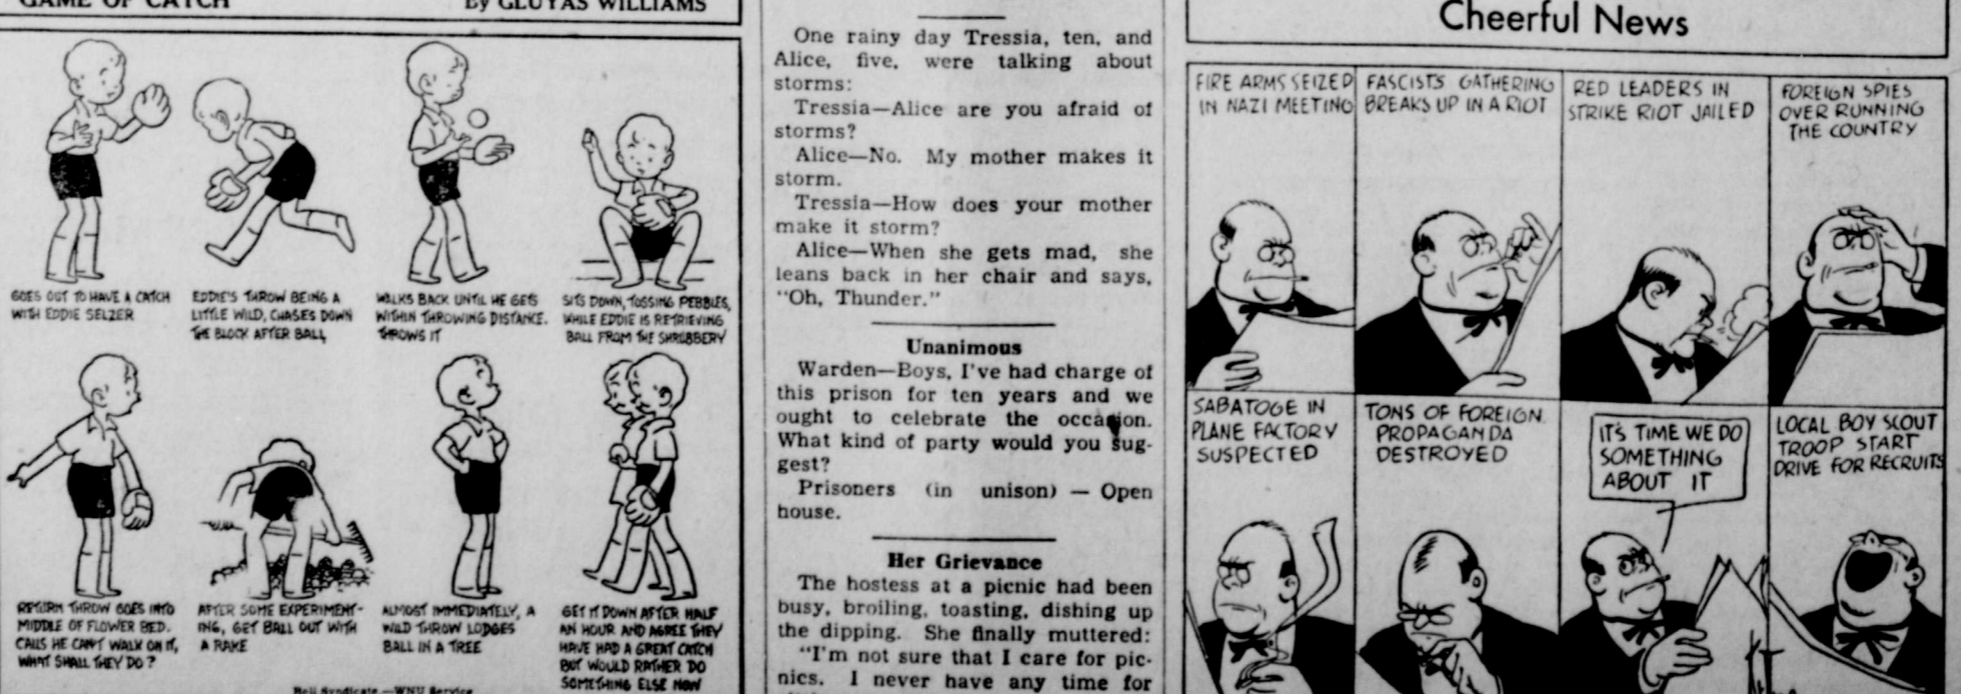 GAME OF CATCH
By GLUYAS WILLIAMS
GOES OUT TO HAVE A CATCH
WITH EDDIE SELZER
EDDIE'S THROW BEING A
LITTLE WILD, CHASES DOWN
THE BLOCK AFTER BALL
WALKS BACK UNTIL HE GETS
WITHIN THROWING DISTANCE.
THROWS IT
SITS DOWN, TOSSING PEBBLES,
WHILE EDDIE IS RETRIEVING
BALL FROM THE SHRUBBERY
RETURN THROW GOES INTO
MIDDLE OF FLOWER BED.
CALLS HE CAN'T WALK ON IT,
WHAT SHALL THEY DO?
AFTER SOME EXPERIMENT-
ING, GET BALL OUT WITH
A RAKE
ALMOST IMMEDIATELY, A
WILD THROW LODGES
BALL IN A TREE
GET IT DOWN AFTER HALF
AN HOUR AND AGREE THEY
HAVE HAD A GREAT CATCH
BUT WOULD RATHER DO
SOMETHING ELSE NOW
Bell Syndicate.—WNU Service
One rainy day Tressia, ten, and
Alice, five, were talking about
storms:
Tressia—Alice are you afraid of
storms?
Alice—No. My mother makes it
storm.
Tressia—How does your mother
make it storm?
Alice—When she gets mad, she
leans back in her chair and says,
"Oh, Thunder."
Unanimous
Warden—Boys, I've had charge of
this prison for ten years and we
ought to celebrate the occasion.
What kind of party would you sug-
gest?
Prisoners (in unison) — Open
house.
Her Grievance
The hostess at a picnic had been
busy, broiling, toasting, dishing up
the dipping. She finally muttered:
"I'm not sure that I care for pic-
nics. I never have any time for
Cheerful News
FIRE ARMS SEIZED
IN NAZI MEETING
FASCISTS GATHERING
BREAKS UP IN A RIOT
RED LEADERS IN
STRIKE RIOT JAILED
FOREIGN SPIES
OVER RUNNING
THE COUNTRY
SABATOGE IN
PLANE FACTORY
SUSPECTED
TONS OF FOREIGN
PROPAGANDA
DESTROYED
IT'S TIME WE DO
SOMETHING
ABOUT IT
LOCAL BOY SCOUT
TROOP START
DRIVE FOR RECRUITS